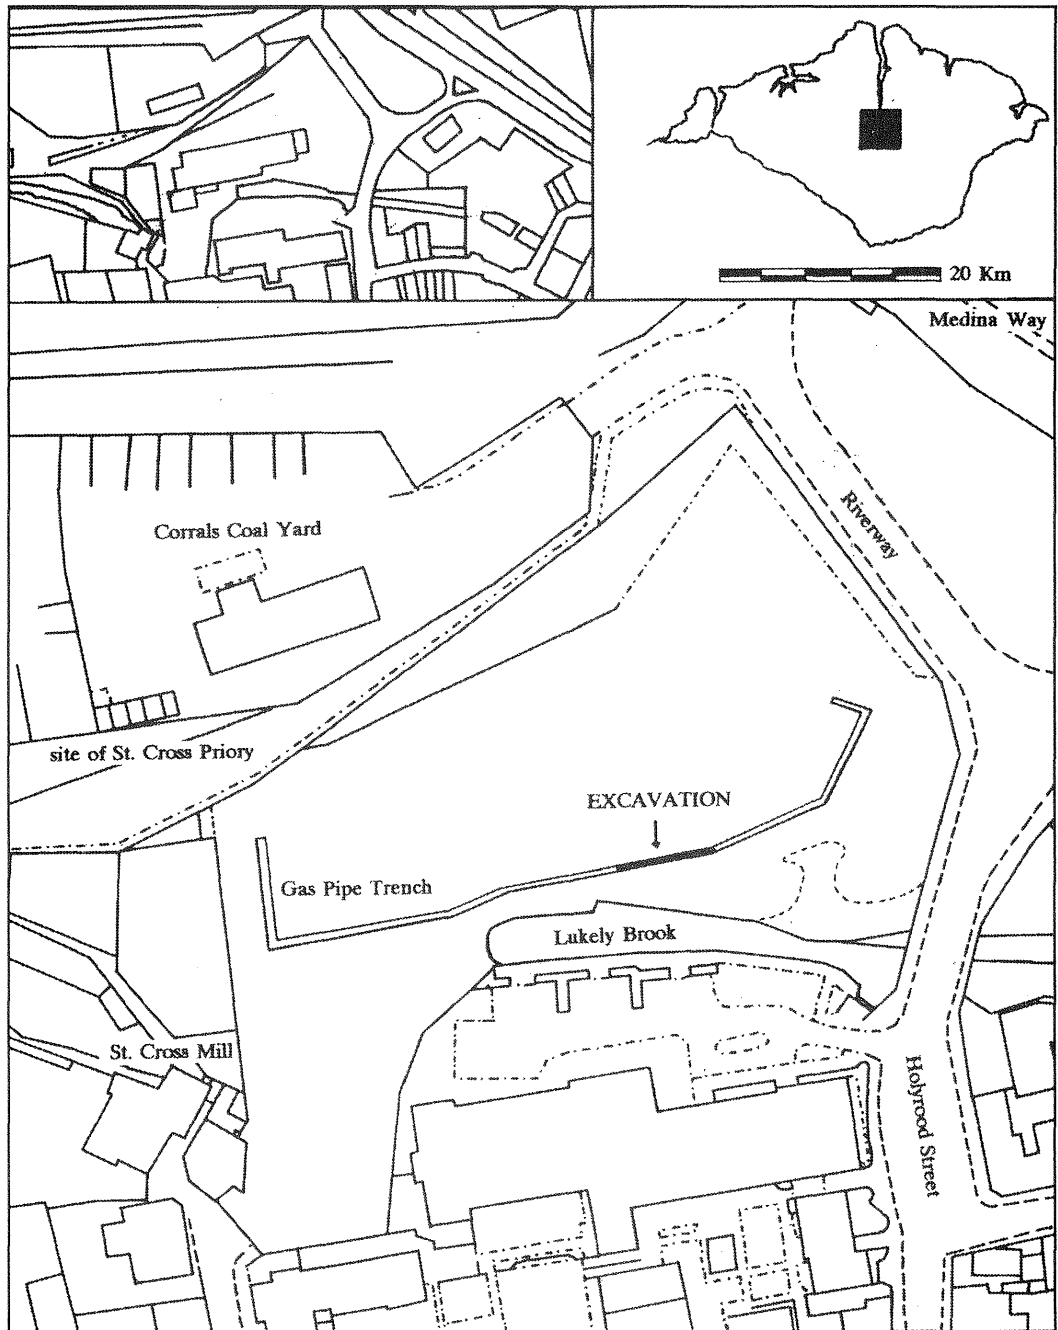 20 Km
Medina Way
Riverway
Corrals Coal Yard
site of St. Cross Priory
EXCAVATION
Gas Pipe Trench
Lukely Brook
St. Cross Mill
Holyrood Street